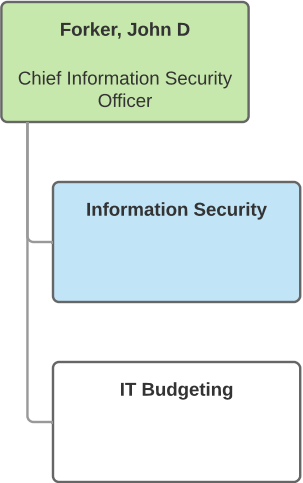 Forker, John D
Chief Information Security
Officer
Information Security
IT Budgeting